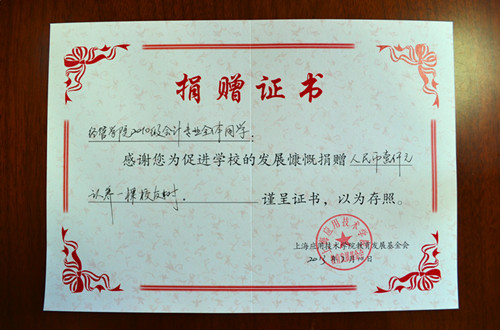 捐赠证书
经管学院2010级会计专业全体同学:
感谢您为促进学校的发展慷慨捐赠人民币壹仟元
认养一棵校友树。谨呈证书，以为存照。
上海应用技术学院教育发展基金会